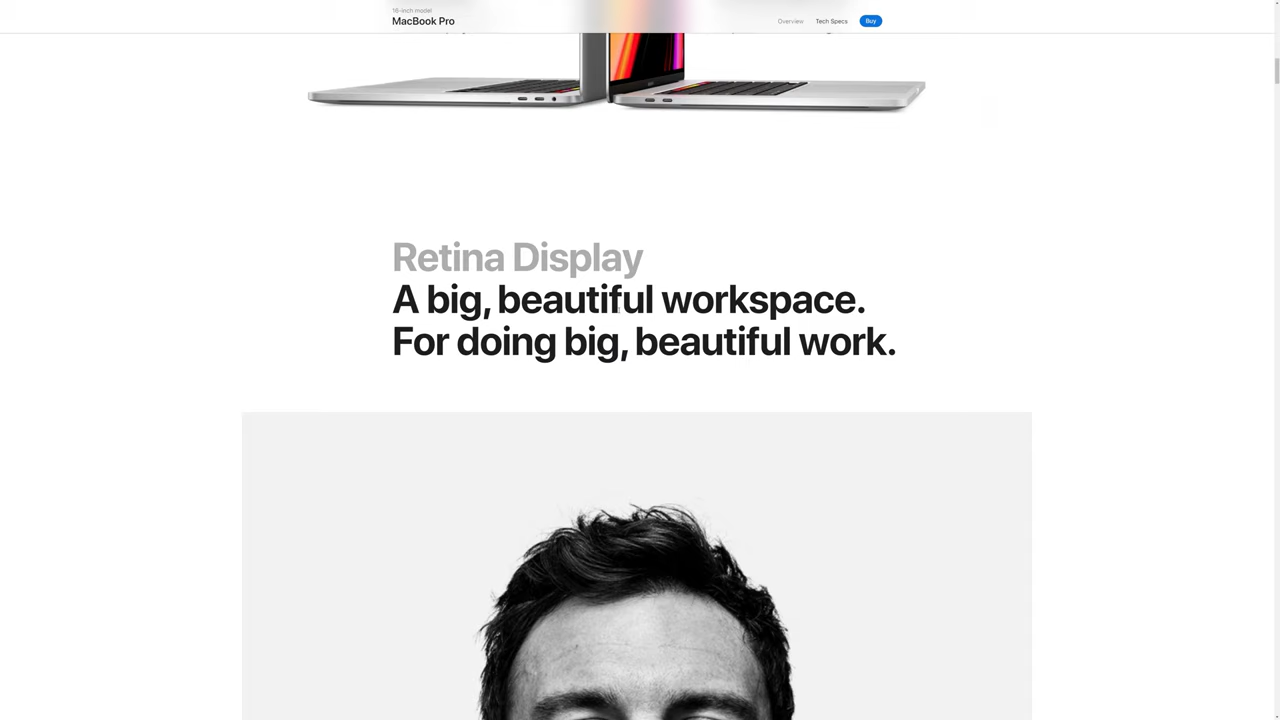 16-inch model
MacBook Pro
Overview
Tech Specs
Buy
Retina Display
A big, beautiful workspace.
For doing big, beautiful work.